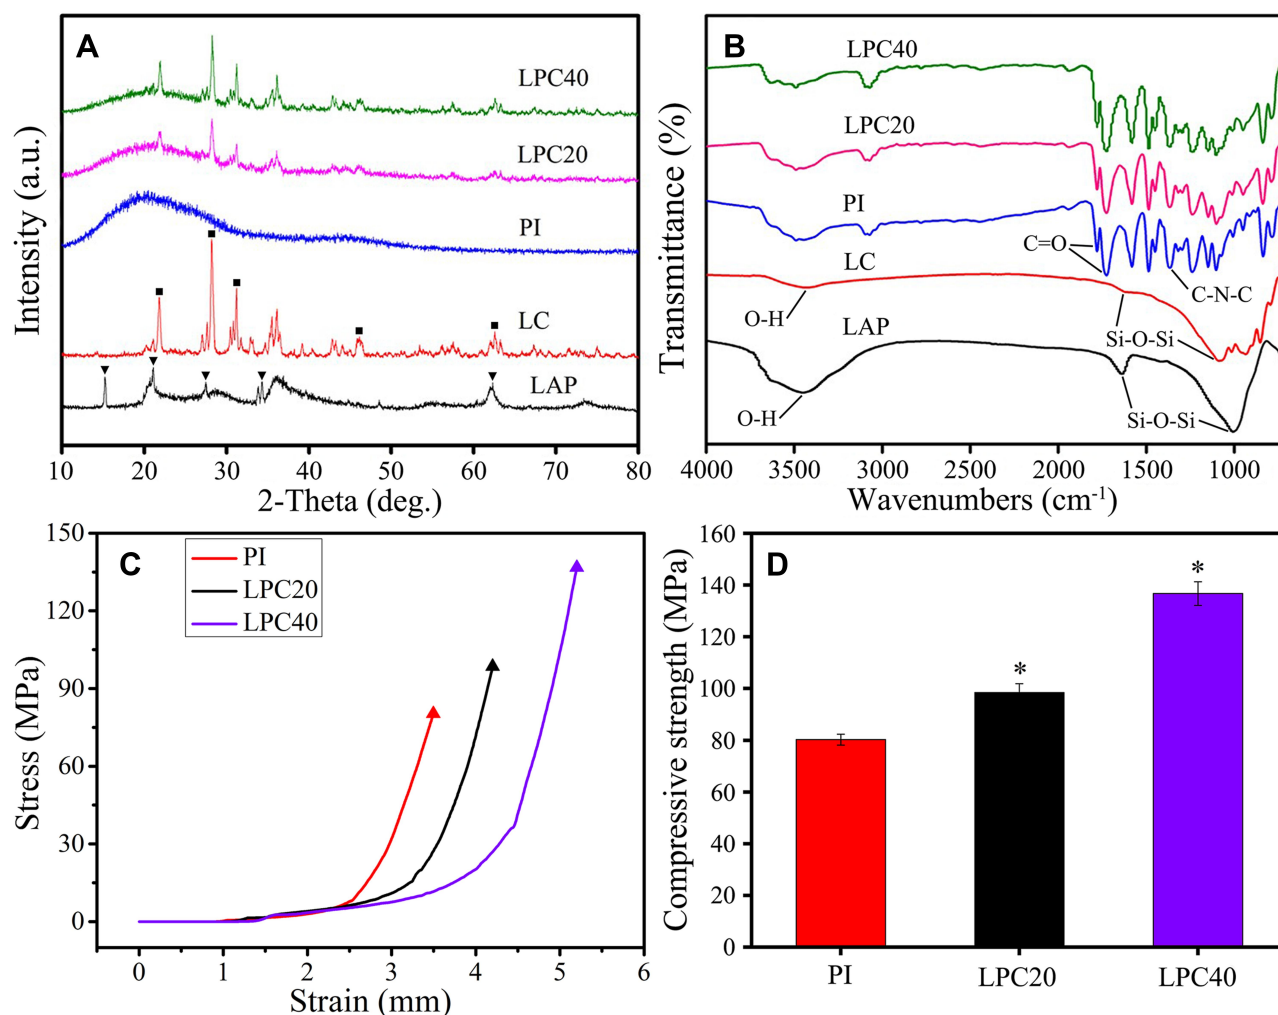 A
LPC40
LPC20
PI
LC
LAP
Intensity (a.u.)
10 20 30 40 50 60 70 80
2-Theta (deg.)
B
LPC40
LPC20
PI
C=O
LC
C-N-C
O-H
LAP
Si-O-Si
O-H
Si-O-Si
Transmittance (%)
4000 3500 3000 2500 2000 1500 1000
Wavenumbers (cm-1)
C
PI
LPC20
LPC40
150
120
90
60
30
0
Stress (MPa)
0 1 2 3 4 5 6
Strain (mm)
D
160
140
120
100
80
60
40
20
0
* *
Compressive strength (MPa)
PI LPC20 LPC40